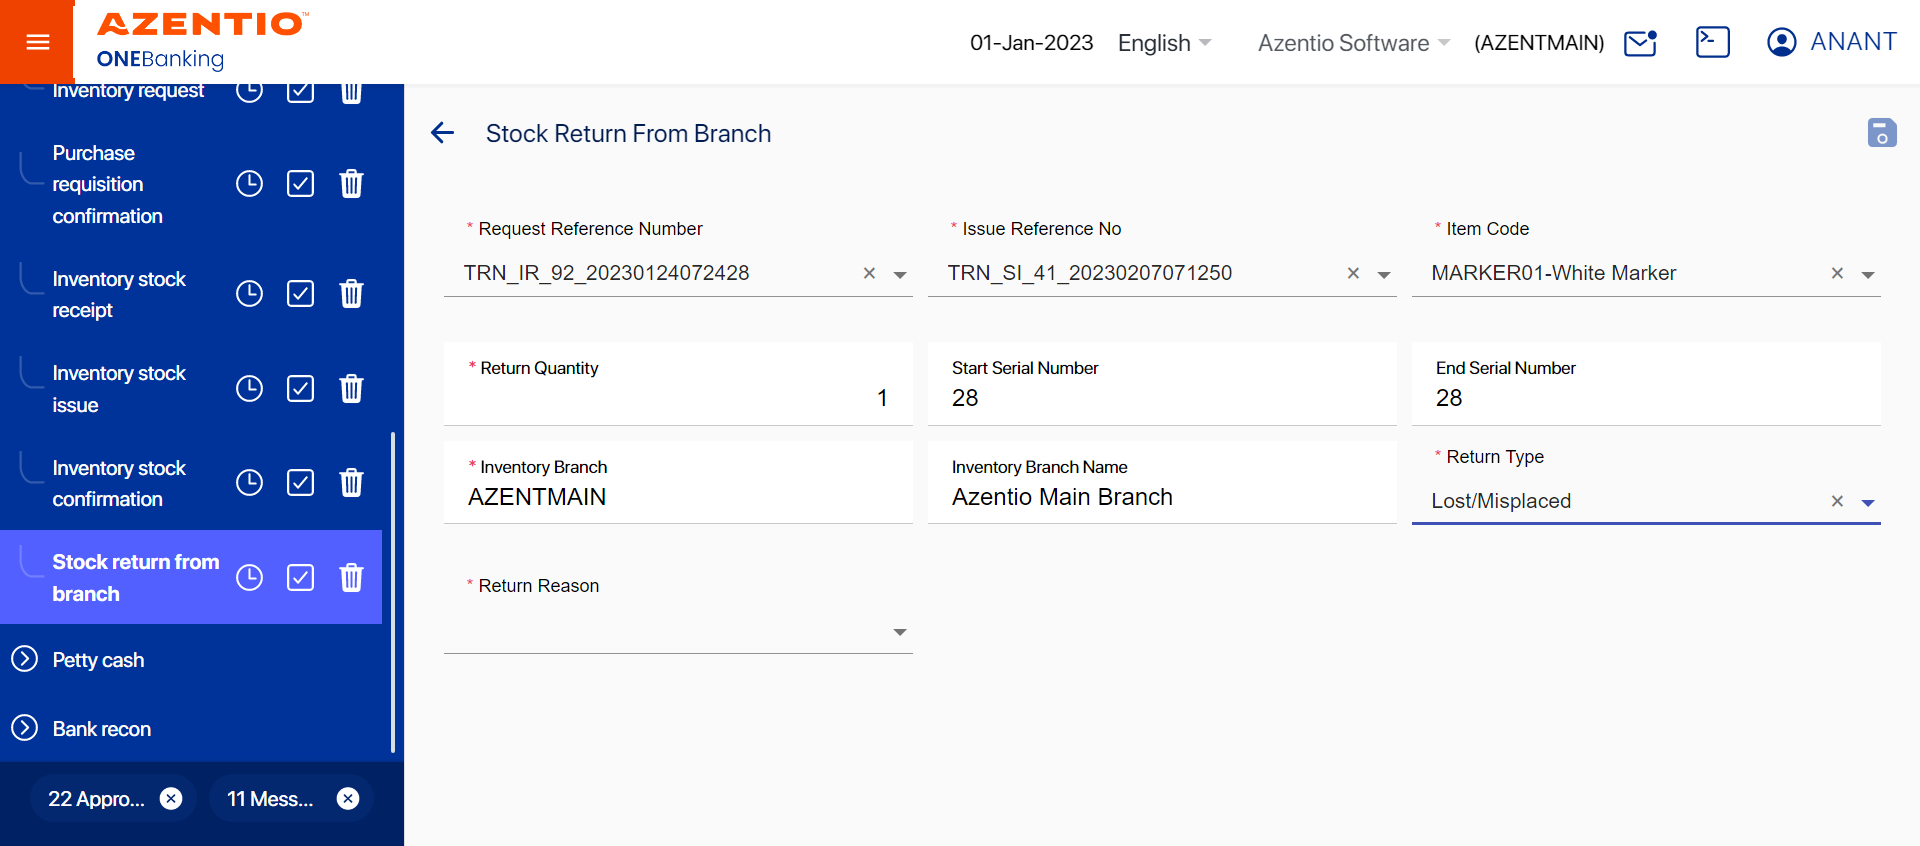 AZENTIO™
ONEBanking
01-Jan-2023 English Azentio Software (AZENTMAIN) ANANT
Inventory request
Purchase
requisition
confirmation
Inventory stock
receipt
Inventory stock
issue
Inventory stock
confirmation
Stock return from
branch
Petty cash
Bank recon
22 Appro...
11 Mess...
Stock Return From Branch
* Request Reference Number
TRN_IR_92_20230124072428
* Issue Reference No
TRN_SI_41_20230207071250
* Item Code
MARKER01-White Marker
* Return Quantity
1
Start Serial Number
28
End Serial Number
28
* Inventory Branch
AZENTMAIN
Inventory Branch Name
Azentio Main Branch
* Return Type
Lost/Misplaced
* Return Reason